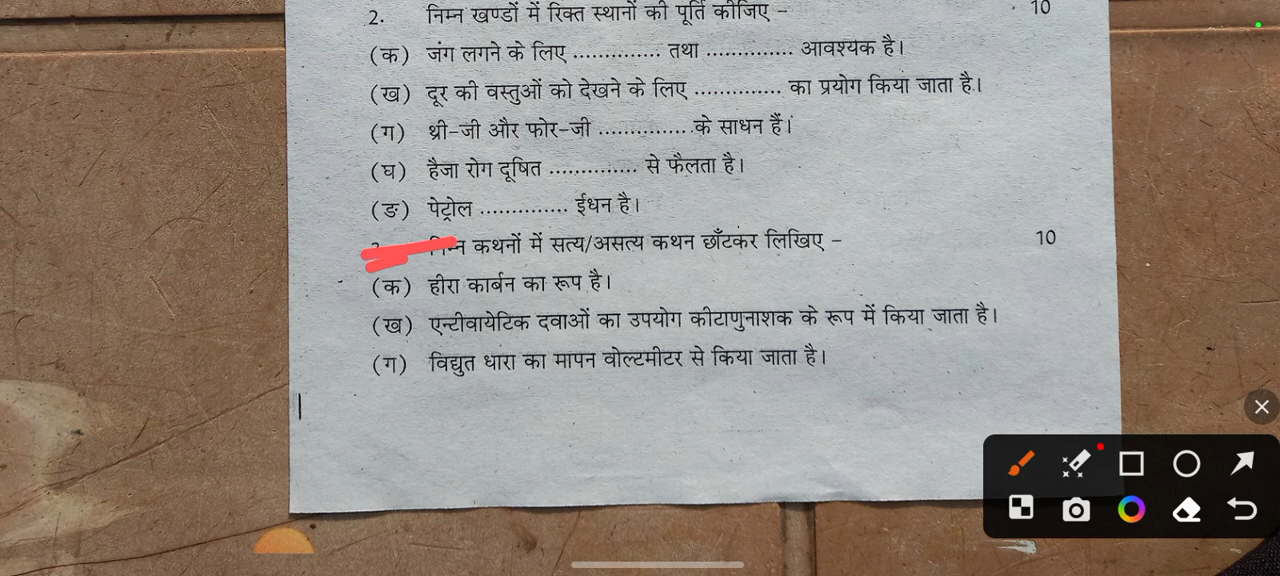 2. निम्न खण्डों में रिक्त स्थानों की पूर्ति कीजिए – 10
(क) जंग लगने के लिए .............. तथा .............. आवश्यक है।
(ख) दूर की वस्तुओं को देखने के लिए .............. का प्रयोग किया जाता है।
(ग) थ्री-जी और फोर-जी .............. के साधन हैं।
(घ) हैजा रोग दूषित .............. से फैलता है।
(ङ) पेट्रोल .............. ईधन है।
कथनों में सत्य/असत्य कथन छाँटकर लिखिए – 10
(क) हीरा कार्बन का रूप है।
(ख) एन्टीवायेटिक दवाओं का उपयोग कीटाणुनाशक के रूप में किया जाता है।
(ग) विद्युत धारा का मापन वोल्टमीटर से किया जाता है।